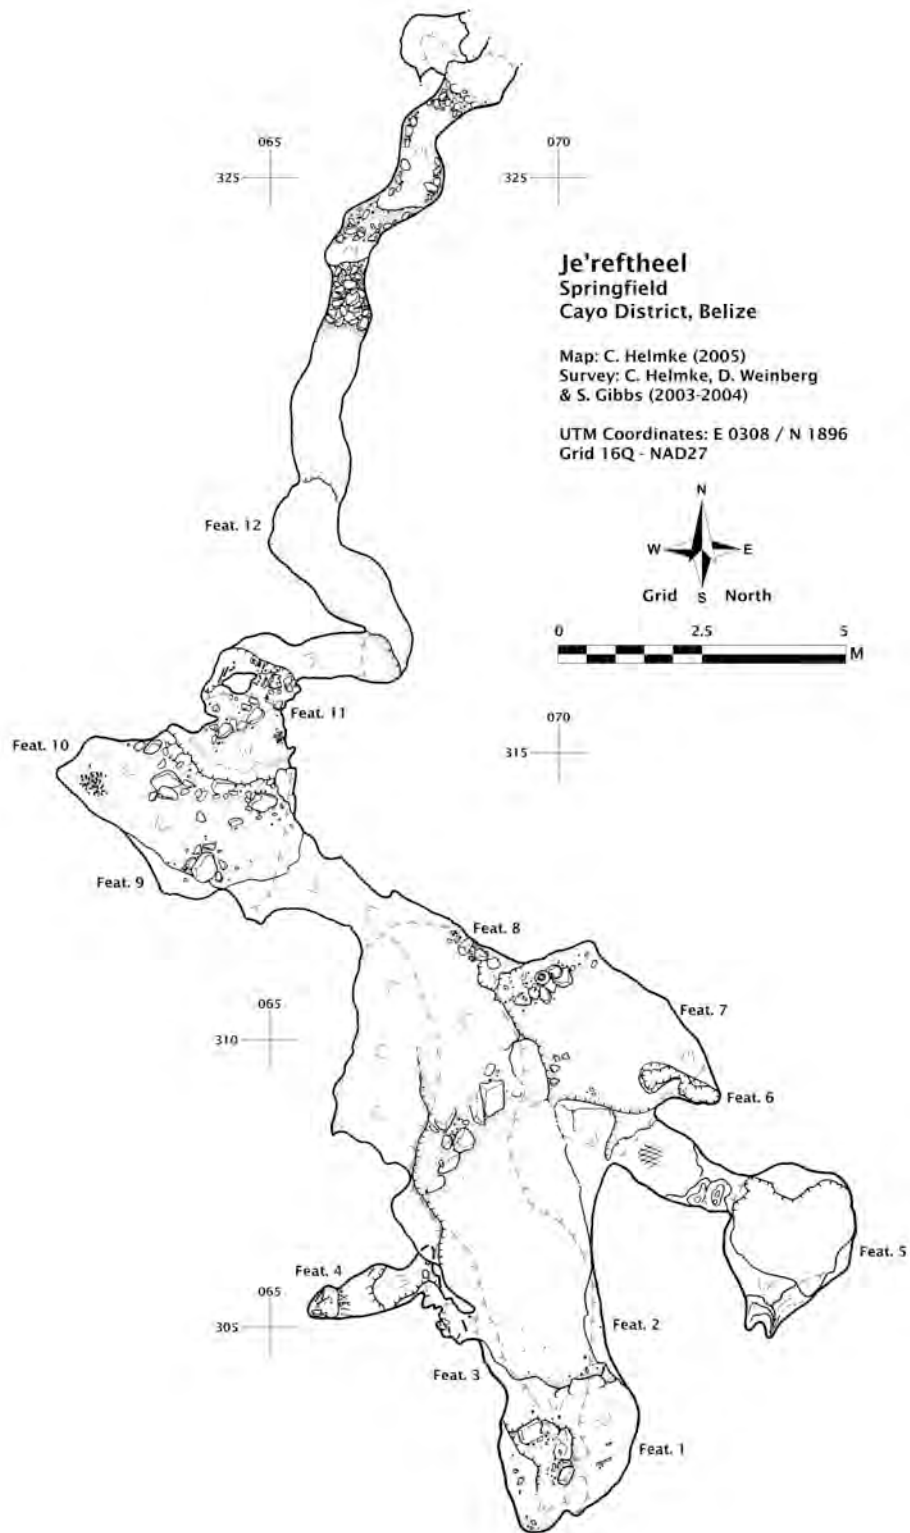 065
070
325
325
Je'reftheel
Springfield
Cayo District, Belize
Map: C. Helmke (2005)
Survey: C. Helmke, D. Weinberg
& S. Gibbs (2003-2004)
UTM Coordinates: E 0308 / N 1896
Grid 16Q - NAD27
N
Feat. 12
W E
Grid S North
0 2.5 5
M
Feat. 11
070
Feat. 10
315
Feat. 9
Feat. 8
065
Feat. 7
310
Feat. 6
Feat. 4
Feat. 5
065
305
Feat. 2
Feat. 3
Feat. 1